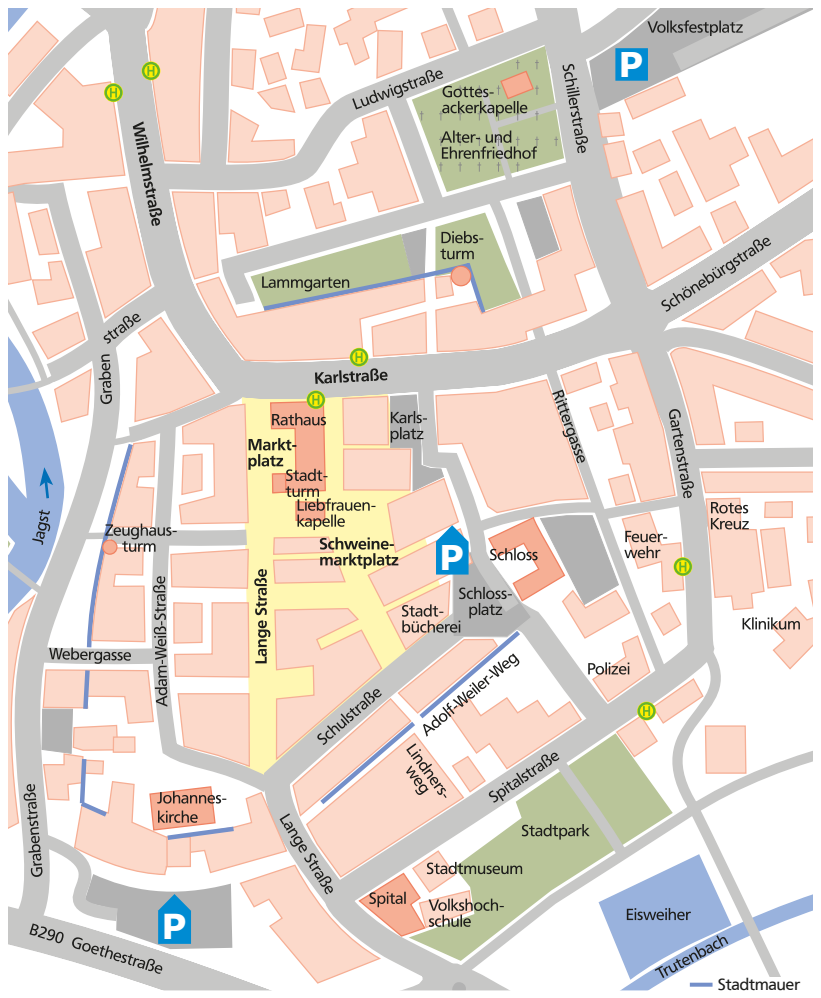 Volksfestplatz
P
Ludwigstraße
Schillerstraße
Gottes-
ackerkapelle
H
H
Wilhelmstraße
Alter- und
Ehrenfriedhof
Diebs-
turm
Lammgarten
Schönebürgstraße
Graben
straße
H
Karlstraße
H
Rathaus
Karls-
platz
Rittergasse
Gartenstraße
Markt-
platz
Stadt-
turm
Liebfrauen-
kapelle
Jagst
Zeughaus-
turm
Schweine-
marktplatz
P
Schloss
Feuer-
wehr
Rotes
Kreuz
H
Lange Straße
Adam-Weiß-Straße
Schloss-
platz
Stadt-
bücherei
Klinikum
Webergasse
Polizei
Adolf-Weiler-Weg
Schulstraße
H
Lindners-
weg
Spitalstraße
Johannes-
kirche
Grabenstraße
Lange Straße
Stadtpark
Stadtmuseum
Spital
Volkshoch-
schule
P
Eisweiher
B290 Goethestraße
Trutenbach
Stadtmauer